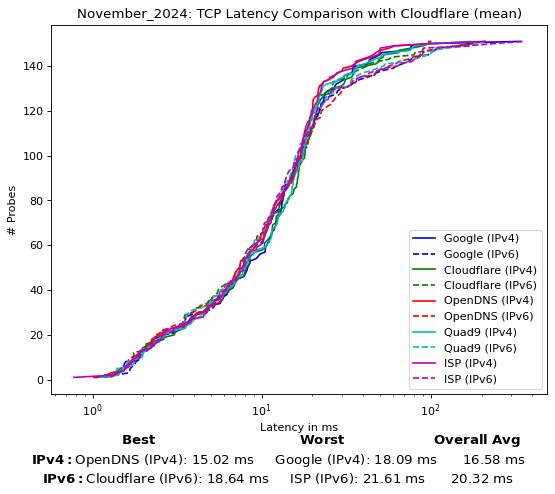 November_2024: TCP Latency Comparison with Cloudflare (mean)
140
120
100
80
60
40
20
0
# Probes
Google (IPv4)
Google (IPv6)
Cloudflare (IPv4)
Cloudflare (IPv6)
OpenDNS (IPv4)
OpenDNS (IPv6)
Quad9 (IPv4)
Quad9 (IPv6)
ISP (IPv4)
ISP (IPv6)
10⁰ 10¹ 10²
Latency in ms
Best Worst Overall Avg
IPv4: OpenDNS (IPv4): 15.02 ms Google (IPv4): 18.09 ms 16.58 ms
IPv6: Cloudflare (IPv6): 18.64 ms ISP (IPv6): 21.61 ms 20.32 ms